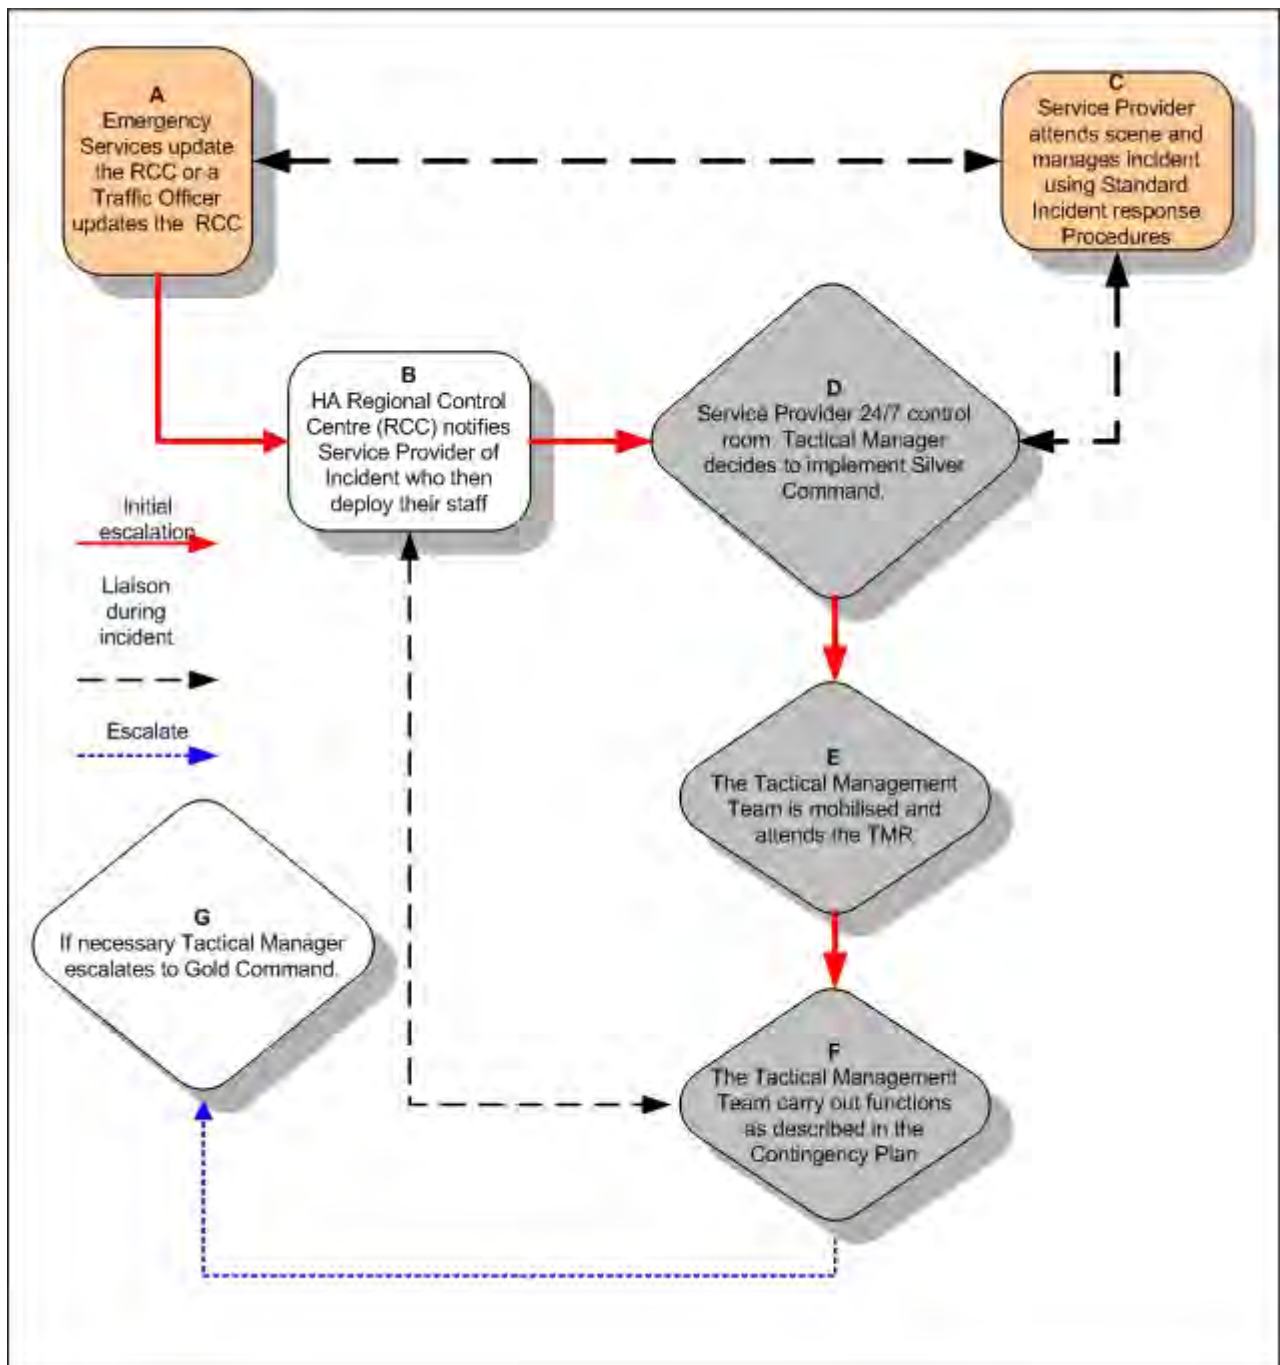 A
Emergency
Services update
the RCC or a
Traffic Officer
updates the RCC
C
Service Provider
attends scene and
manages incident
using Standard
Incident response
Procedures
B
HA Regional Control
Centre (RCC) notifies
Service Provider of
Incident who then
deploy their staff
D
Service Provider 24/7 control
room Tactical Manager
decides to implement Silver
Command.
Initial
escalation
Liaison
during
incident
Escalate
E
The Tactical Management
Team is mobilised and
attends the TMR
G
If necessary Tactical Manager
escalates to Gold Command.
F
The Tactical Management
Team carry out functions
as described in the
Contingency Plan